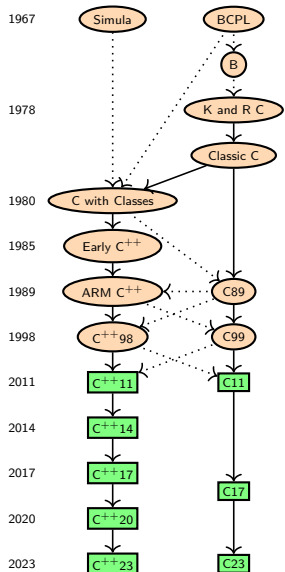 1967 Simula BCPL
B
1978 K and R C
Classic C
1980 C with Classes
1985 Early C++
1989 ARM C++ C89
1998 C++98 C99
2011 C++11 C11
2014 C++14
2017 C++17
C17
2020 C++20
2023 C++23 C23